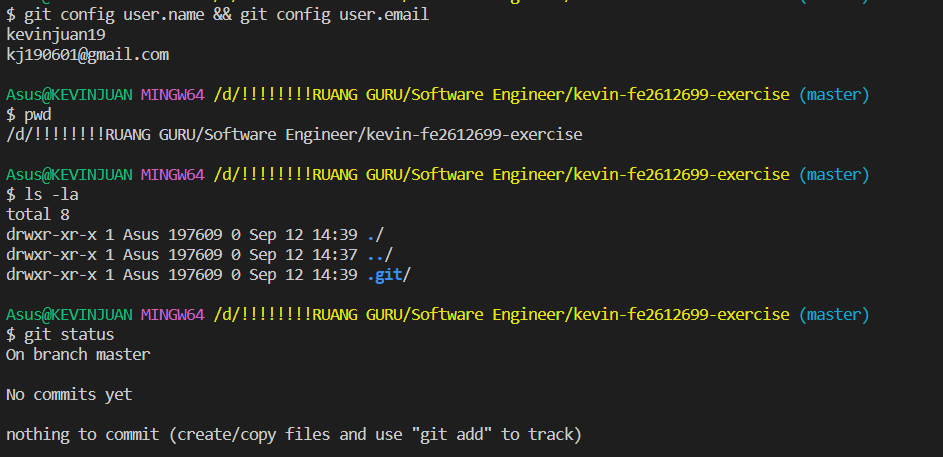 $ git config user.name && git config user.email
kevinjuan19
kj190601@gmail.com
Asus@KEVINJUAN MINGW64 /d/!!!!!!!!RUANG GURU/Software Engineer/kevin-fe2612699-exercise (master)
$ pwd
/d/!!!!!!!!RUANG GURU/Software Engineer/kevin-fe2612699-exercise
Asus@KEVINJUAN MINGW64 /d/!!!!!!!!RUANG GURU/Software Engineer/kevin-fe2612699-exercise (master)
$ ls -la
total 8
drwxr-xr-x 1 Asus 197609 0 Sep 12 14:39 ./
drwxr-xr-x 1 Asus 197609 0 Sep 12 14:37 ../
drwxr-xr-x 1 Asus 197609 0 Sep 12 14:39 .git/
Asus@KEVINJUAN MINGW64 /d/!!!!!!!!RUANG GURU/Software Engineer/kevin-fe2612699-exercise (master)
$ git status
On branch master
No commits yet
nothing to commit (create/copy files and use "git add" to track)